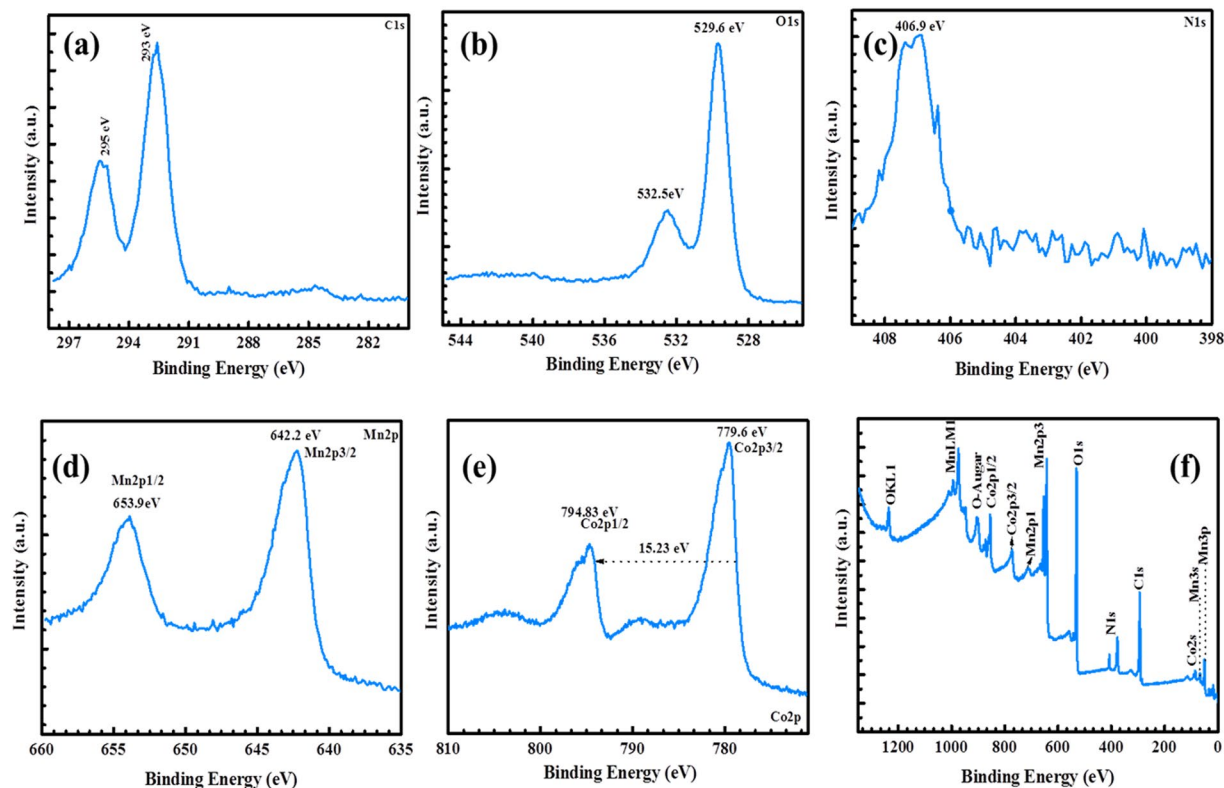 (a)
C1s
293 eV
295 eV
Intensity (a.u.)
297 294 291 288 285 282
Binding Energy (eV)
(b)
O1s
529.6 eV
532.5eV
Intensity (a.u.)
544 540 536 532 528
Binding Energy (eV)
(c)
N1s
406.9 eV
Intensity (a.u.)
408 406 404 402 400 398
Binding Energy (eV)
(d)
642.2 eV
Mn2p
Mn2p3/2
Mn2p1/2
653.9eV
Intensity (a.u.)
660 655 650 645 640 635
Binding Energy (eV)
(e)
779.6 eV
Co2p3/2
794.83 eV
Co2p1/2
15.23 eV
Co2p
Intensity (a.u.)
810 800 790 780
Binding Energy (eV)
(f)
OKL1
MnLM1
O-Augar
Co2p1/2
Co2p3/2
Mn2p1
Mn2p3
O1s
N1s
C1s
Co2s
Mn3s
Mn3p
Intensity (a.u.)
1200 1000 800 600 400 200 0
Binding Energy (eV)